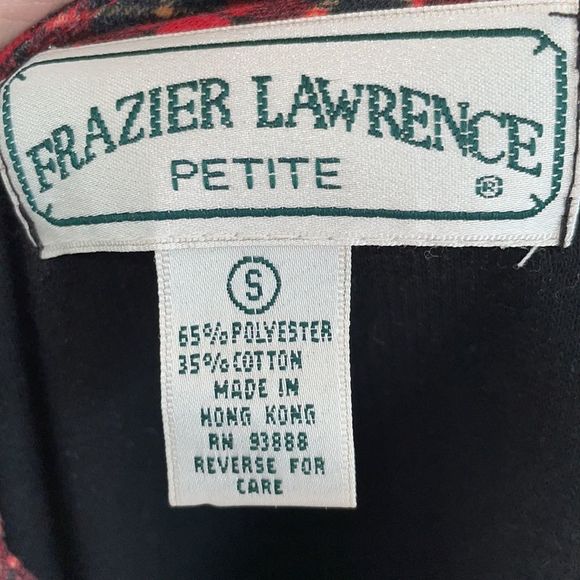 FRAZIER LAWRENCE
PETITE ®
S
65% POLYESTER
35% COTTON
MADE IN
HONG KONG
RN 93888
REVERSE FOR
CARE